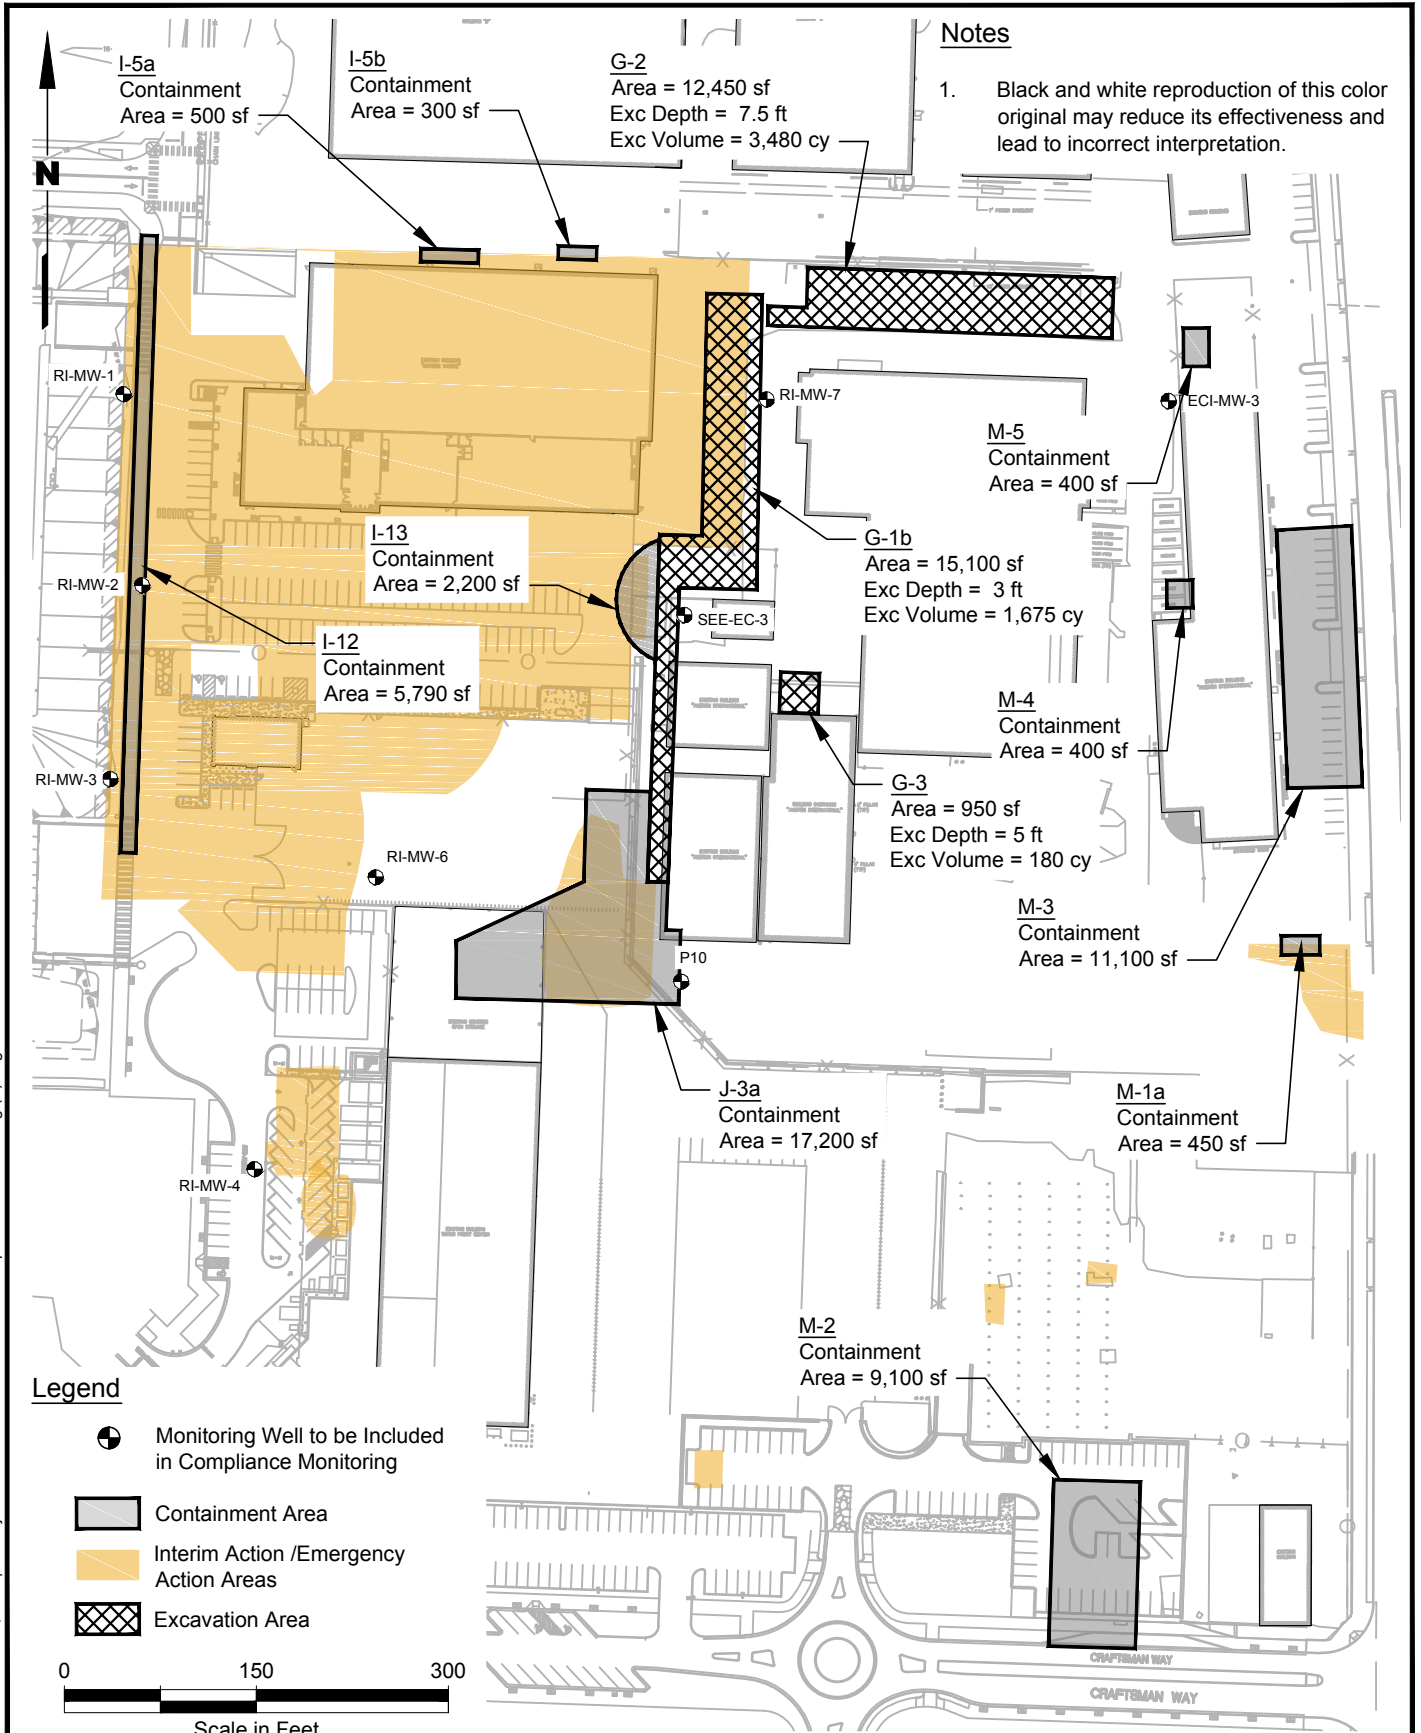 Notes
1. Black and white reproduction of this color
original may reduce its effectiveness and
lead to incorrect interpretation.
N
I-5a
Containment
Area = 500 sf
I-5b
Containment
Area = 300 sf
G-2
Area = 12,450 sf
Exc Depth = 7.5 ft
Exc Volume = 3,480 cy
RI-MW-1
RI-MW-7
ECI-MW-3
M-5
Containment
Area = 400 sf
I-13
Containment
Area = 2,200 sf
G-1b
Area = 15,100 sf
Exc Depth = 3 ft
Exc Volume = 1,675 cy
RI-MW-2
SEE-EC-3
I-12
Containment
Area = 5,790 sf
M-4
Containment
Area = 400 sf
RI-MW-3
G-3
Area = 950 sf
Exc Depth = 5 ft
Exc Volume = 180 cy
RI-MW-6
M-3
Containment
Area = 11,100 sf
P10
J-3a
Containment
Area = 17,200 sf
M-1a
Containment
Area = 450 sf
RI-MW-4
M-2
Containment
Area = 9,100 sf
Legend
Monitoring Well to be Included
in Compliance Monitoring
Containment Area
Interim Action /Emergency
Action Areas
Excavation Area
0 150 300
Scale in Feet
CRAFTSMAN WAY
CRAFTSMAN WAY